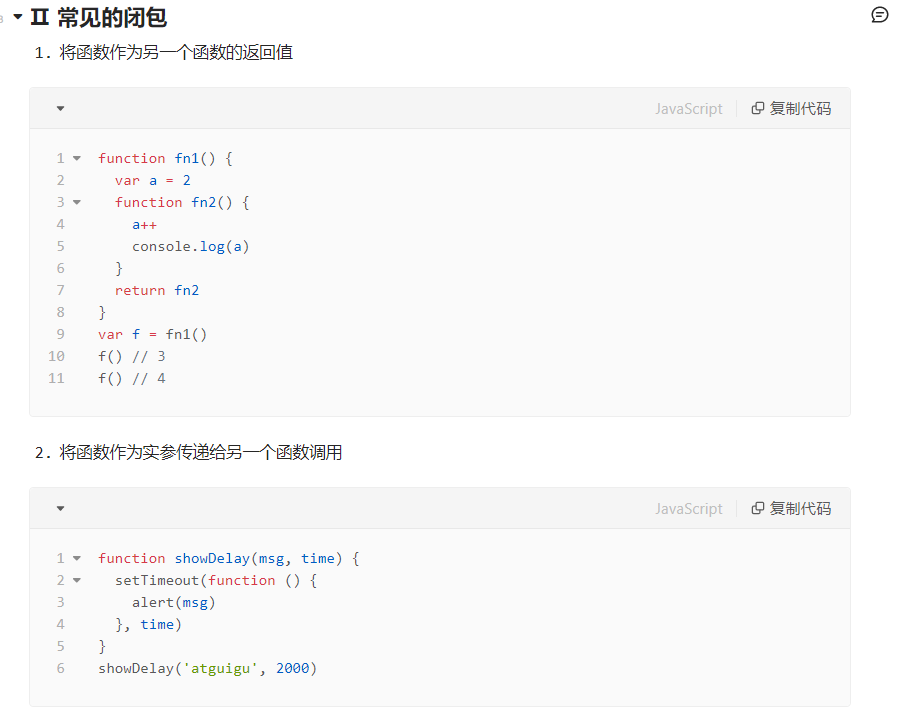 II 常见的闭包
1. 将函数作为另一个函数的返回值
JavaScript 复制代码
1 function fn1() {
2   var a = 2
3   function fn2() {
4     a++
5     console.log(a)
6   }
7   return fn2
8 }
9 var f = fn1()
10 f() // 3
11 f() // 4
2. 将函数作为实参传递给另一个函数调用
JavaScript 复制代码
1 function showDelay(msg, time) {
2   setTimeout(function () {
3     alert(msg)
4   }, time)
5 }
6 showDelay('atguigu', 2000)